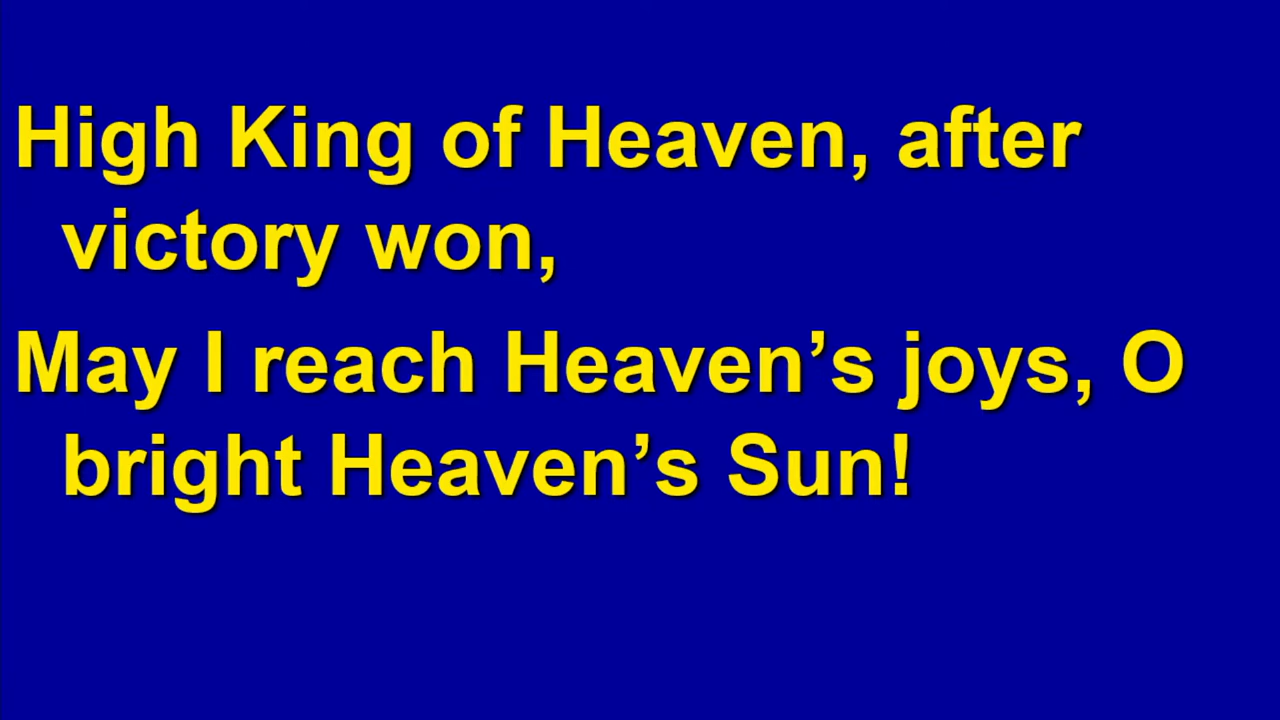 High King of Heaven, after
victory won,
May I reach Heaven’s joys, O
bright Heaven’s Sun!